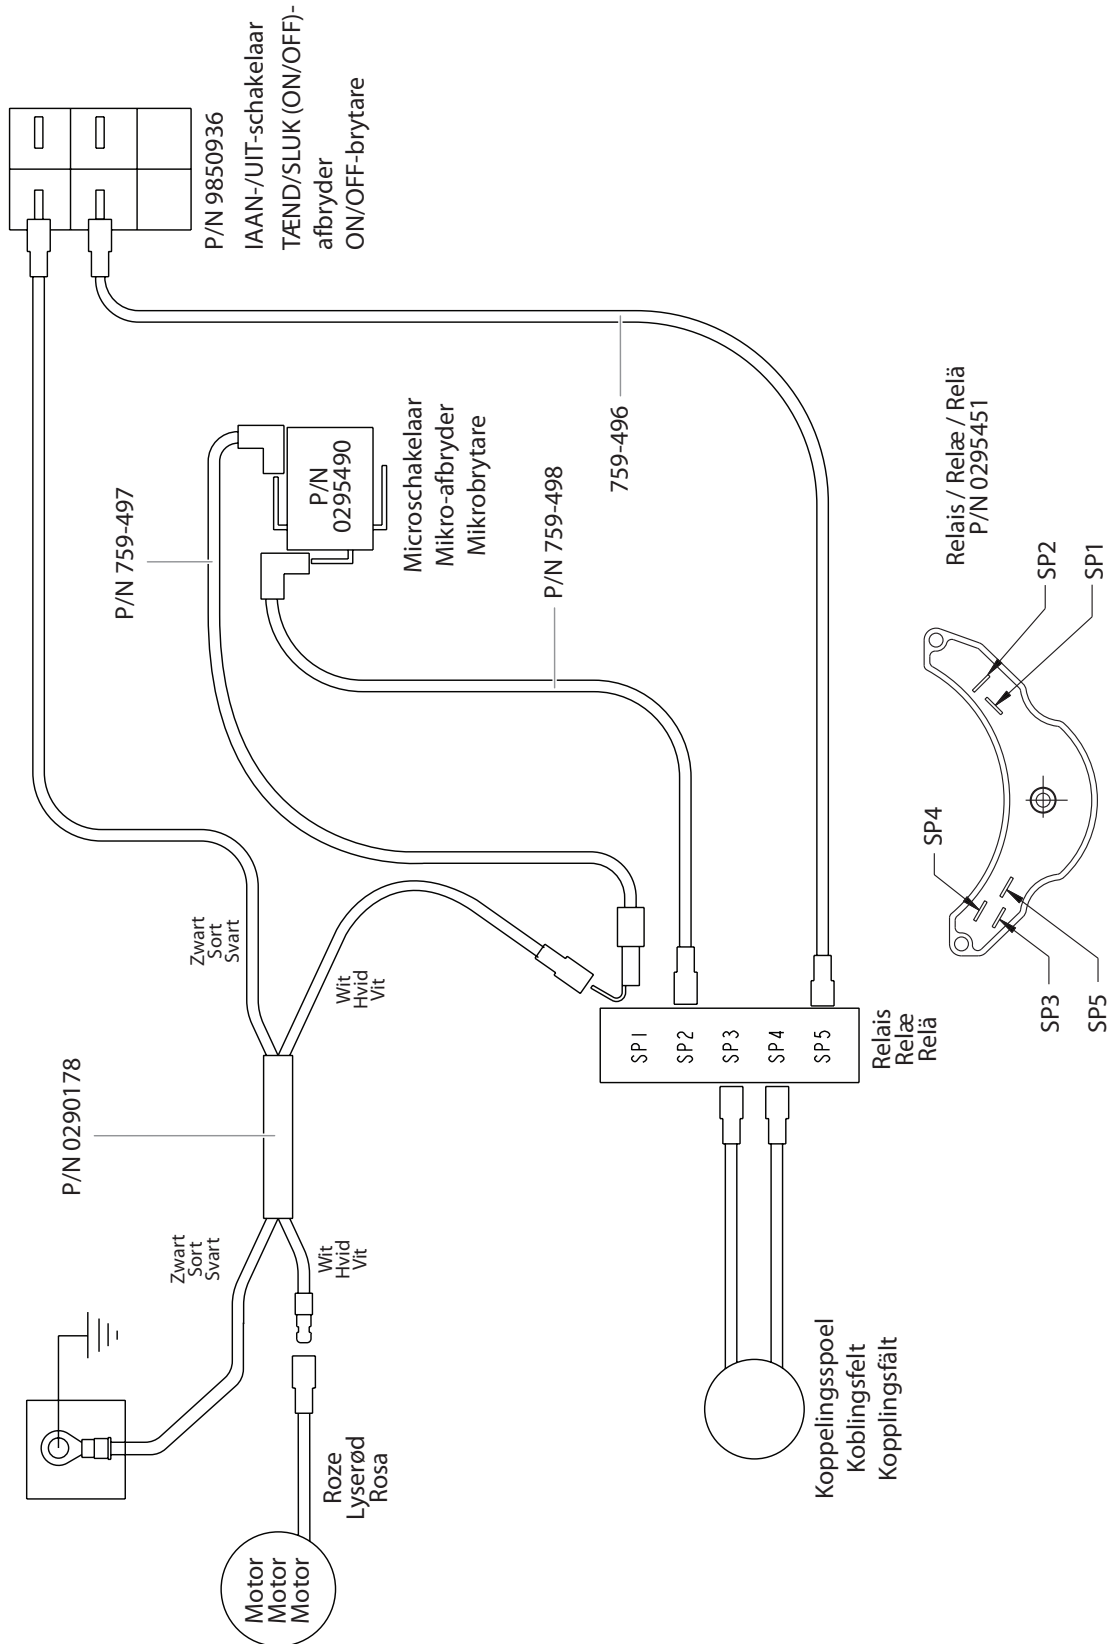 P/N 9850936
IAAN-/UIT-schakelaar
TÆND/SLUK (ON/OFF)-
afbryder
ON/OFF-brytare
P/N 759-497
P/N
0295490
Microschakelaar
Mikro-afbryder
Mikrobrytare
P/N 759-498
759-496
Zwart
Sort
Svart
Wit
Hvid
Vit
P/N 0290178
Zwart
Sort
Svart
Wit
Hvid
Vit
Roze
Lyserød
Rosa
Motor
Motor
Motor
SP1
SP2
SP3
SP4
SP5
Relais
Relæ
Relä
Koppelingsspoel
Koblingsfelt
Kopplingsfält
Relais / Relæ / Relä
P/N 0295451
SP2
SP1
SP4
SP3
SP5